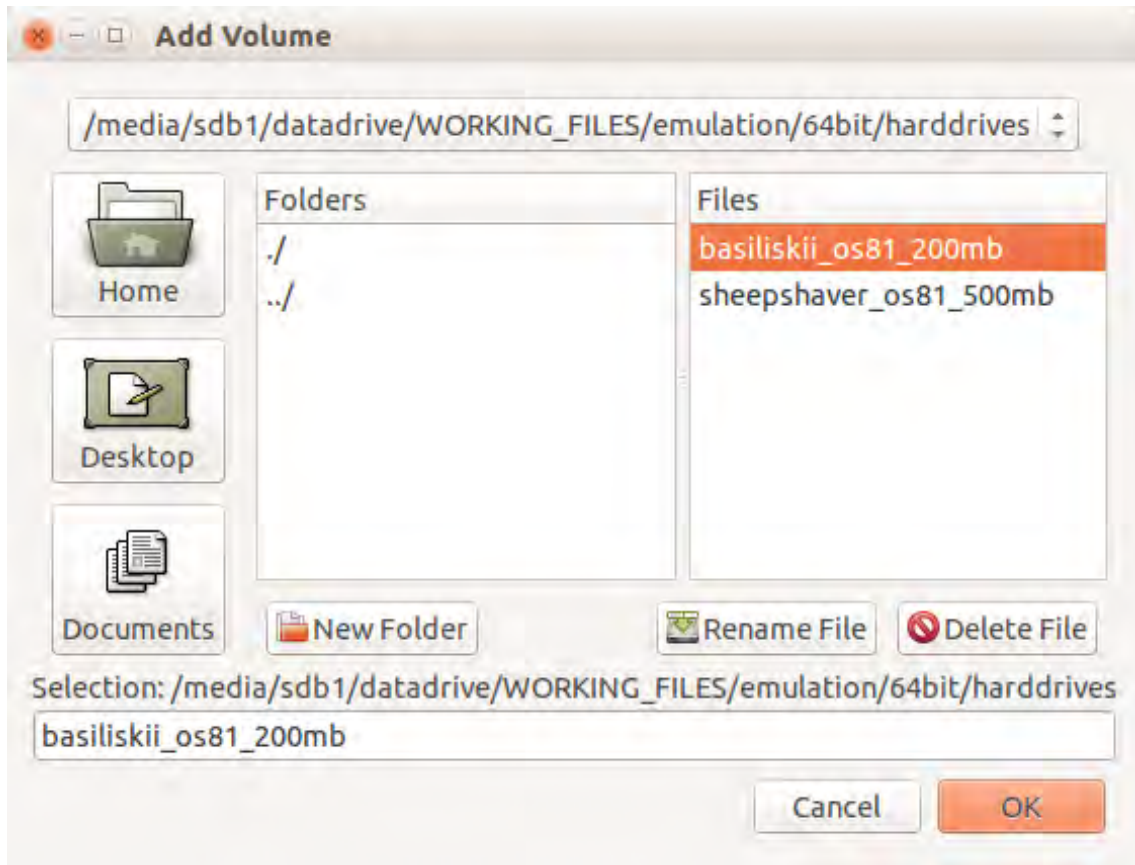 Add Volume
/media/sdb1/datadrive/WORKING_FILES/emulation/64bit/harddrives
Home
Desktop
Documents
Folders
./
../
Files
basiliskii_os81_200mb
sheepshaver_os81_500mb
New Folder
Rename File
Delete File
Selection: /media/sdb1/datadrive/WORKING_FILES/emulation/64bit/harddrives
basiliskii_os81_200mb
Cancel
OK